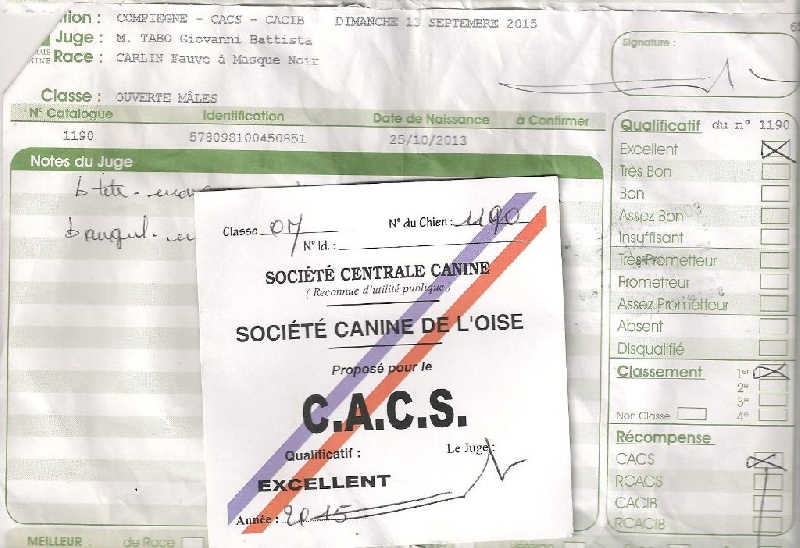 tion : COMPIEGNE - CACS - CACIB DIMANCHE 13 SEPTEMBRE 2015
Juge : M. TABO Giovanni Battista
Race : CARLIN Fauve à Masque Noir
Signature :
Classe : OUVERTE MÂLES
N° Catalogue Identification Date de Naissance à Confirmer
1190 578098100450851 25/10/2013
Notes du Juge
b tete
Qualificatif du n° 1190
Excellent
Très Bon
Bon
Assez Bon
Insuffisant
Très Prometteur
Prometteur
Assez Prometteur
Absent
Disqualifié
Classement 1er
2e
3e
Non Classé 4e
Récompense
CACS
RCACS
CACIB
RCACIB
Classe OM N° du Chien : 1190
N° Id. :
SOCIÉTÉ CENTRALE CANINE
( Reconnue d'utilité publique )
SOCIÉTÉ CANINE DE L'OISE
Proposé pour le
C.A.C.S.
Qualificatif : Le Juge :
EXCELLENT
Année : 2015
MEILLEUR : de Race